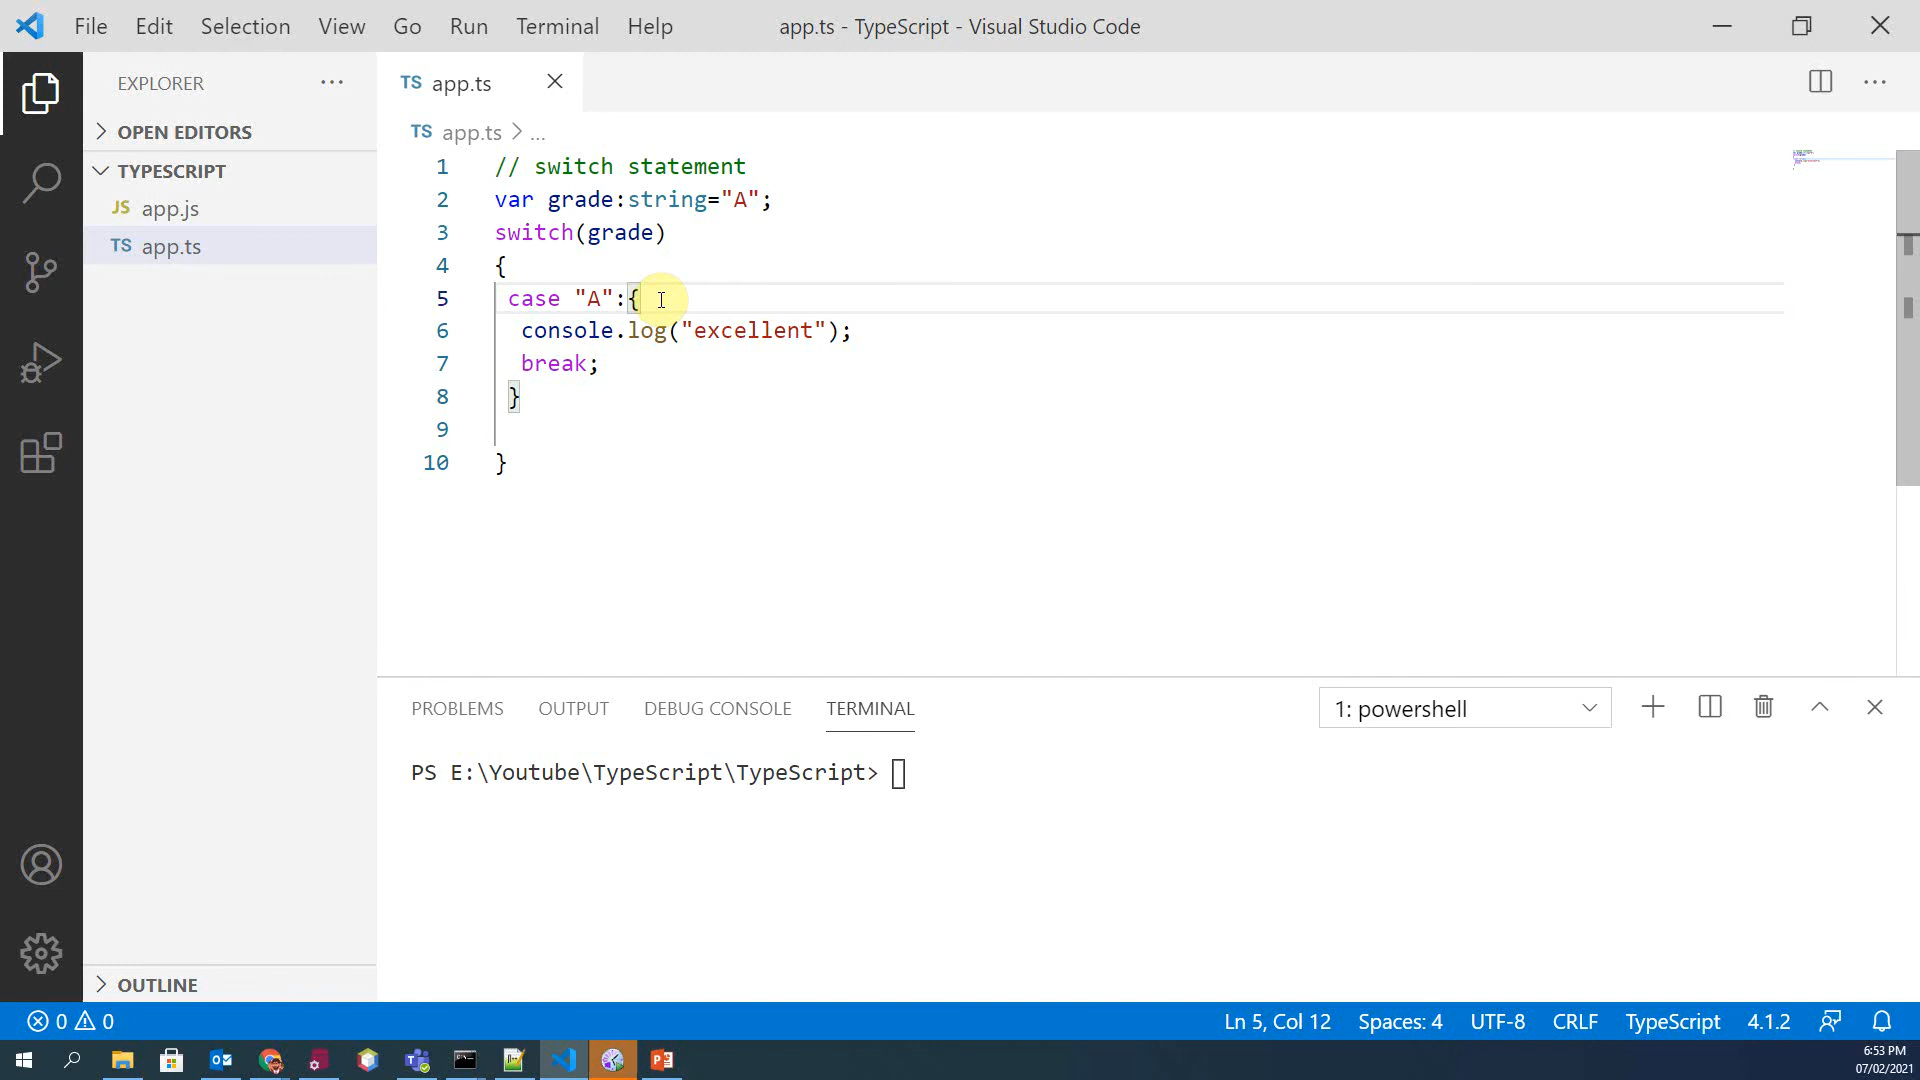 File Edit Selection View Go Run Terminal Help app.ts - TypeScript - Visual Studio Code
EXPLORER
OPEN EDITORS
TYPESCRIPT
JS app.js
TS app.ts
OUTLINE
TS app.ts
TS app.ts > ...
1 // switch statement
2 var grade:string="A";
3 switch(grade)
4 {
5 case "A":{
6 console.log("excellent");
7 break;
8 }
9
10 }
PROBLEMS OUTPUT DEBUG CONSOLE TERMINAL 1: powershell
PS E:\Youtube\TypeScript\TypeScript>
0 0 Ln 5, Col 12 Spaces: 4 UTF-8 CRLF TypeScript 4.1.2
6:53 PM
07/02/2021